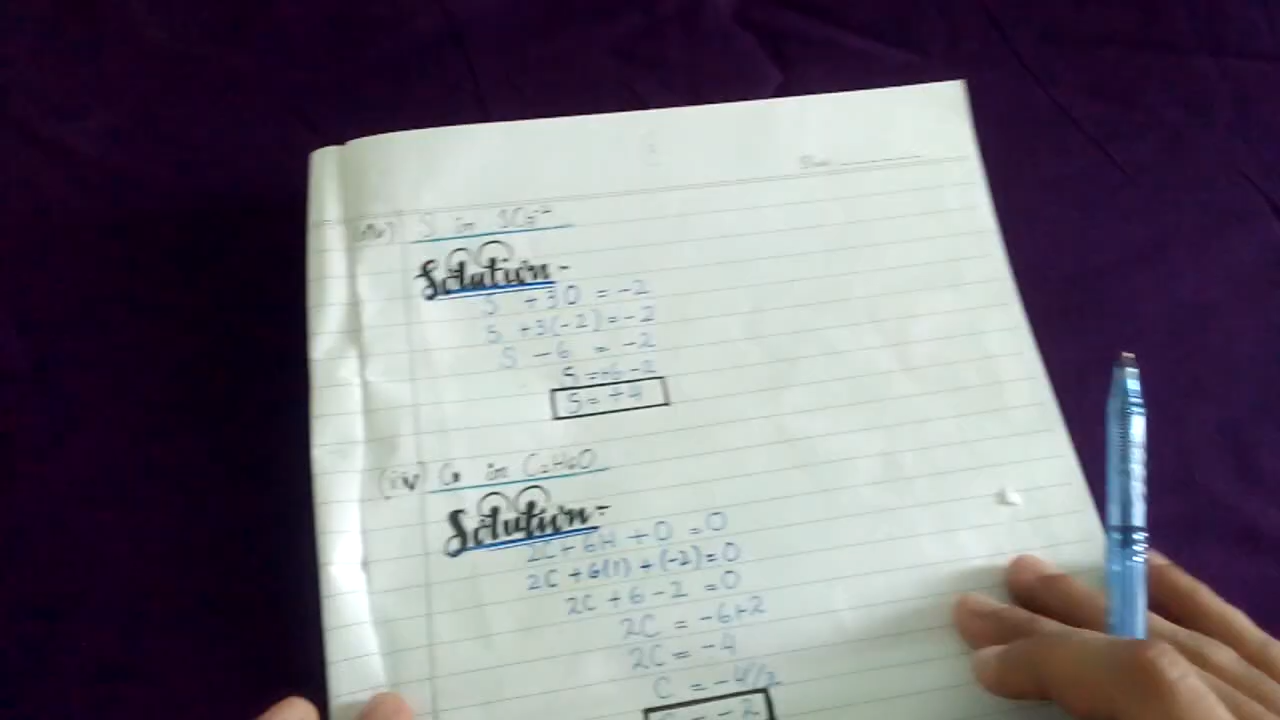 S in SO₃²⁻
Solution-
S + 3O = -2
S + 3(-2) = -2
S - 6 = -2
S = +6 - 2
S = +4
(iv) C in C₂H₆O
Solution-
2C + 6H + O = 0
2C + 6(1) + (-2) = 0
2C + 6 - 2 = 0
2C = -6+2
2C = -4
C = -4/2
C = -2